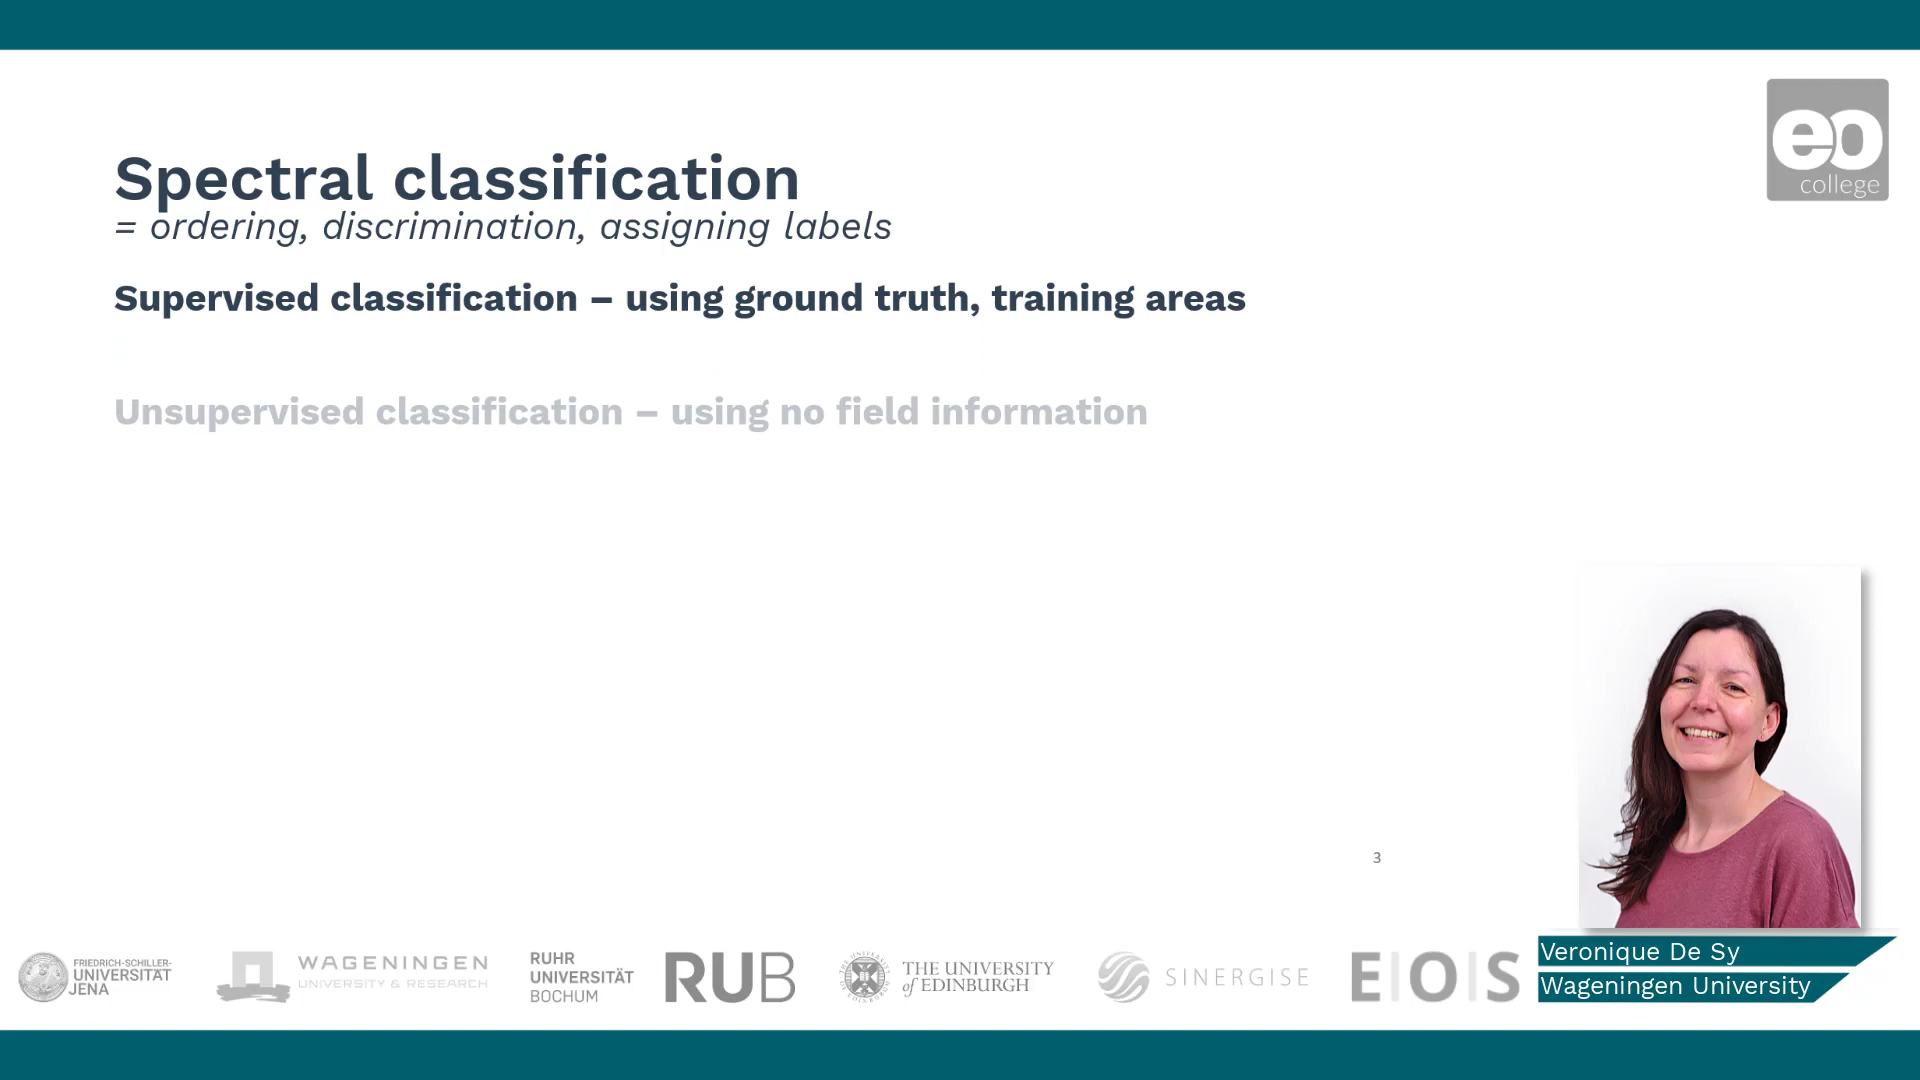 eo
college
Spectral classification
= ordering, discrimination, assigning labels
Supervised classification – using ground truth, training areas
Unsupervised classification – using no field information
3
FRIEDRICH-SCHILLER-
UNIVERSITÄT
JENA
WAGENINGEN
UNIVERSITY & RESEARCH
RUHR
UNIVERSITÄT
BOCHUM
RUB
THE UNIVERSITY
of EDINBURGH
SINERGISE
E|O|S
Veronique De Sy
Wageningen University